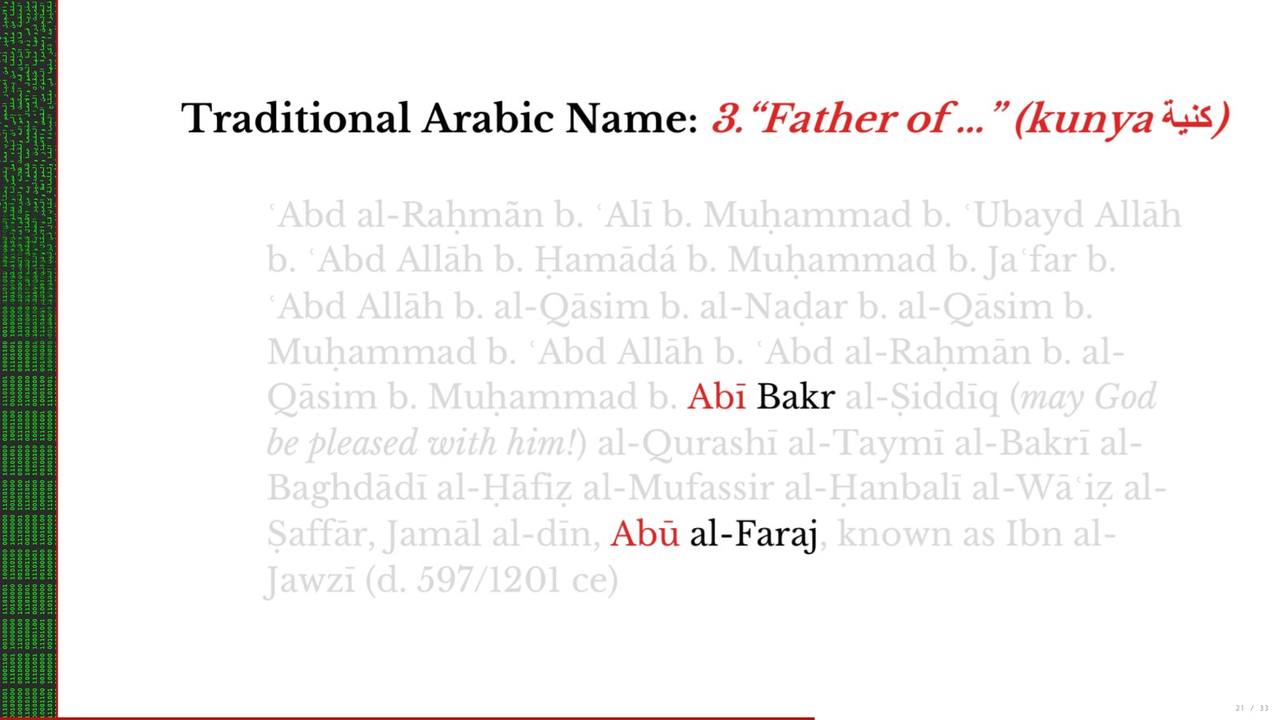 Traditional Arabic Name: 3. “Father of ...” (kunya كنية)
ʿAbd al-Raḥmãn b. ʿAlī b. Muḥammad b. ʿUbayd Allāh
b. ʿAbd Allāh b. Ḥamādá b. Muḥammad b. Jaʿfar b.
ʿAbd Allāh b. al-Qāsim b. al-Naḍar b. al-Qāsim b.
Muḥammad b. ʿAbd Allāh b. ʿAbd al-Raḥmān b. al-
Qāsim b. Muḥammad b. Abī Bakr al-Ṣiddīq (may God
be pleased with him!) al-Qurashī al-Taymī al-Bakrī al-
Baghdādī al-Ḥāfiẓ al-Mufassir al-Ḥanbalī al-Wāʿiẓ al-
Ṣaffār, Jamāl al-dīn, Abū al-Faraj, known as Ibn al-
Jawzī (d. 597/1201 ce)
21 / 33